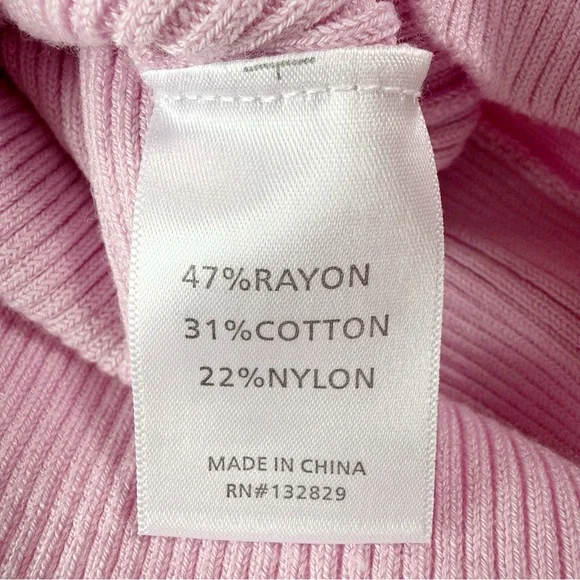 47%RAYON
31%COTTON
22%NYLON
MADE IN CHINA
RN#132829